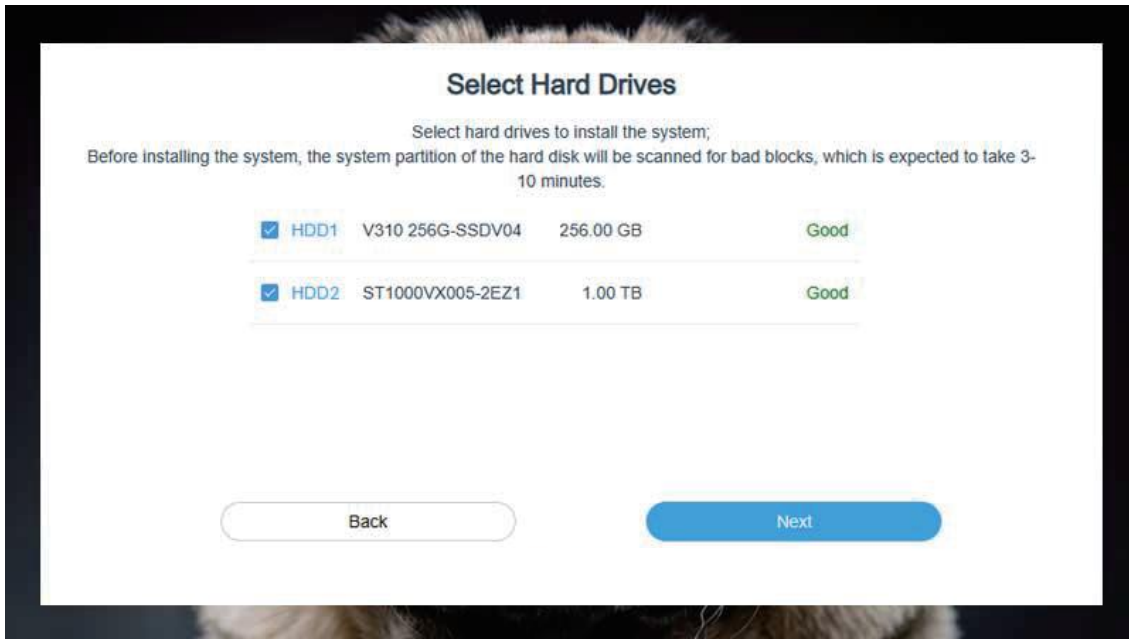 Select Hard Drives
Select hard drives to install the system;
Before installing the system, the system partition of the hard disk will be scanned for bad blocks, which is expected to take 3-
10 minutes.
HDD1 V310 256G-SSDV04 256.00 GB Good
HDD2 ST1000VX005-2EZ1 1.00 TB Good
Back Next